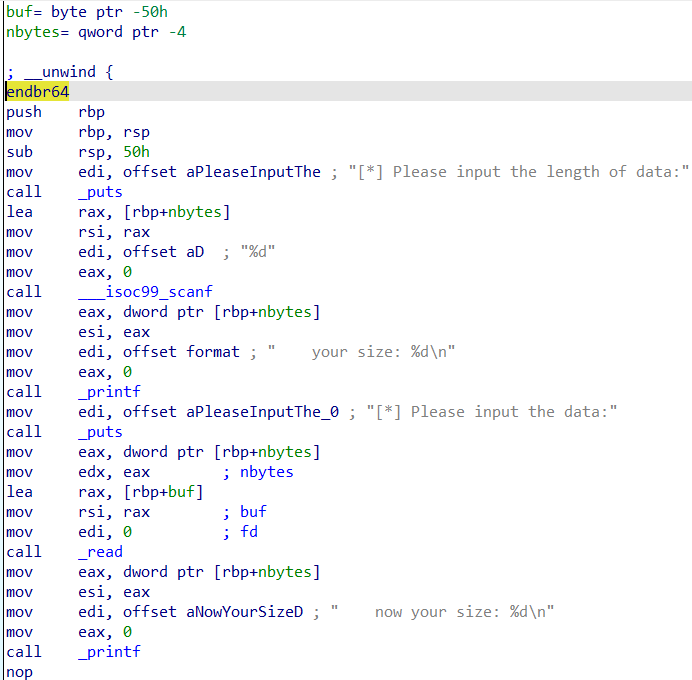 buf= byte ptr -50h
nbytes= qword ptr -4
; __unwind {
endbr64
push    rbp
mov     rbp, rsp
sub     rsp, 50h
mov     edi, offset aPleaseInputThe ; "[*] Please input the length of data:"
call    _puts
lea     rax, [rbp+nbytes]
mov     rsi, rax
mov     edi, offset aD  ; "%d"
mov     eax, 0
call    ___isoc99_scanf
mov     eax, dword ptr [rbp+nbytes]
mov     esi, eax
mov     edi, offset format ; "    your size: %d\n"
mov     eax, 0
call    _printf
mov     edi, offset aPleaseInputThe_0 ; "[*] Please input the data:"
call    _puts
mov     eax, dword ptr [rbp+nbytes]
mov     edx, eax        ; nbytes
lea     rax, [rbp+buf]
mov     rsi, rax        ; buf
mov     edi, 0          ; fd
call    _read
mov     eax, dword ptr [rbp+nbytes]
mov     esi, eax
mov     edi, offset aNowYourSizeD ; "    now your size: %d\n"
mov     eax, 0
call    _printf
nop